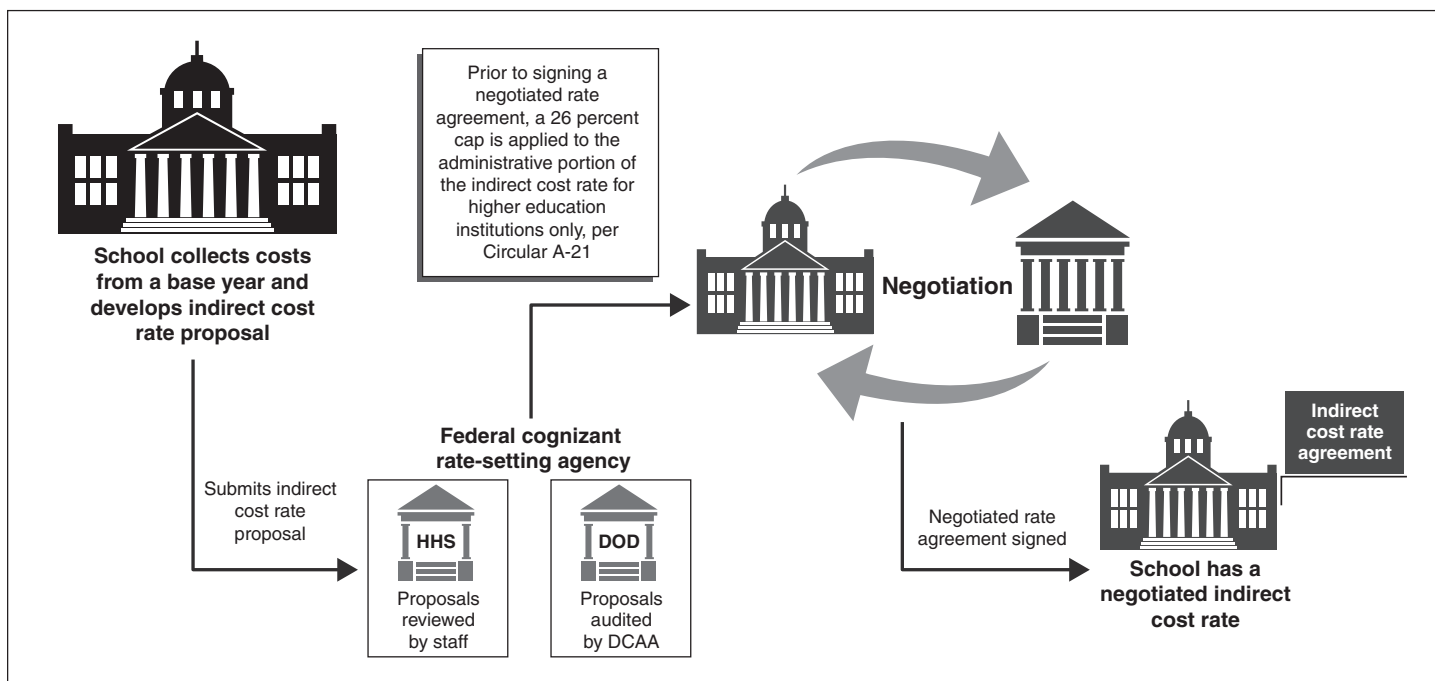 School collects costs
from a base year and
develops indirect cost
rate proposal
Submits indirect
cost rate
proposal
Federal cognizant
rate-setting agency
HHS
Proposals
reviewed
by staff
DOD
Proposals
audited
by DCAA
Prior to signing a
negotiated rate
agreement, a 26 percent
cap is applied to the
administrative portion of
the indirect cost rate for
higher education
institutions only, per
Circular A-21
Negotiation
Negotiated rate
agreement signed
Indirect
cost rate
agreement
School has a
negotiated indirect
cost rate